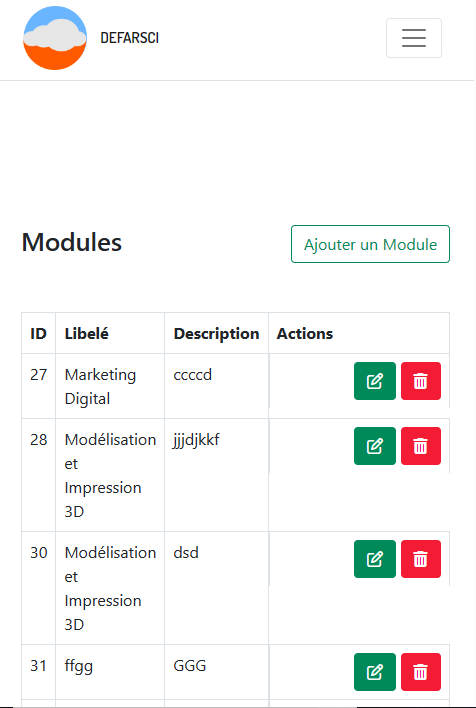 DEFARSCI
Modules
Ajouter un Module
ID Libelé Description Actions
27 Marketing ccccd
Digital
28 Modélisation jjjdjkkf
et
Impression
3D
30 Modélisation dsd
et
Impression
3D
31 ffgg GGG